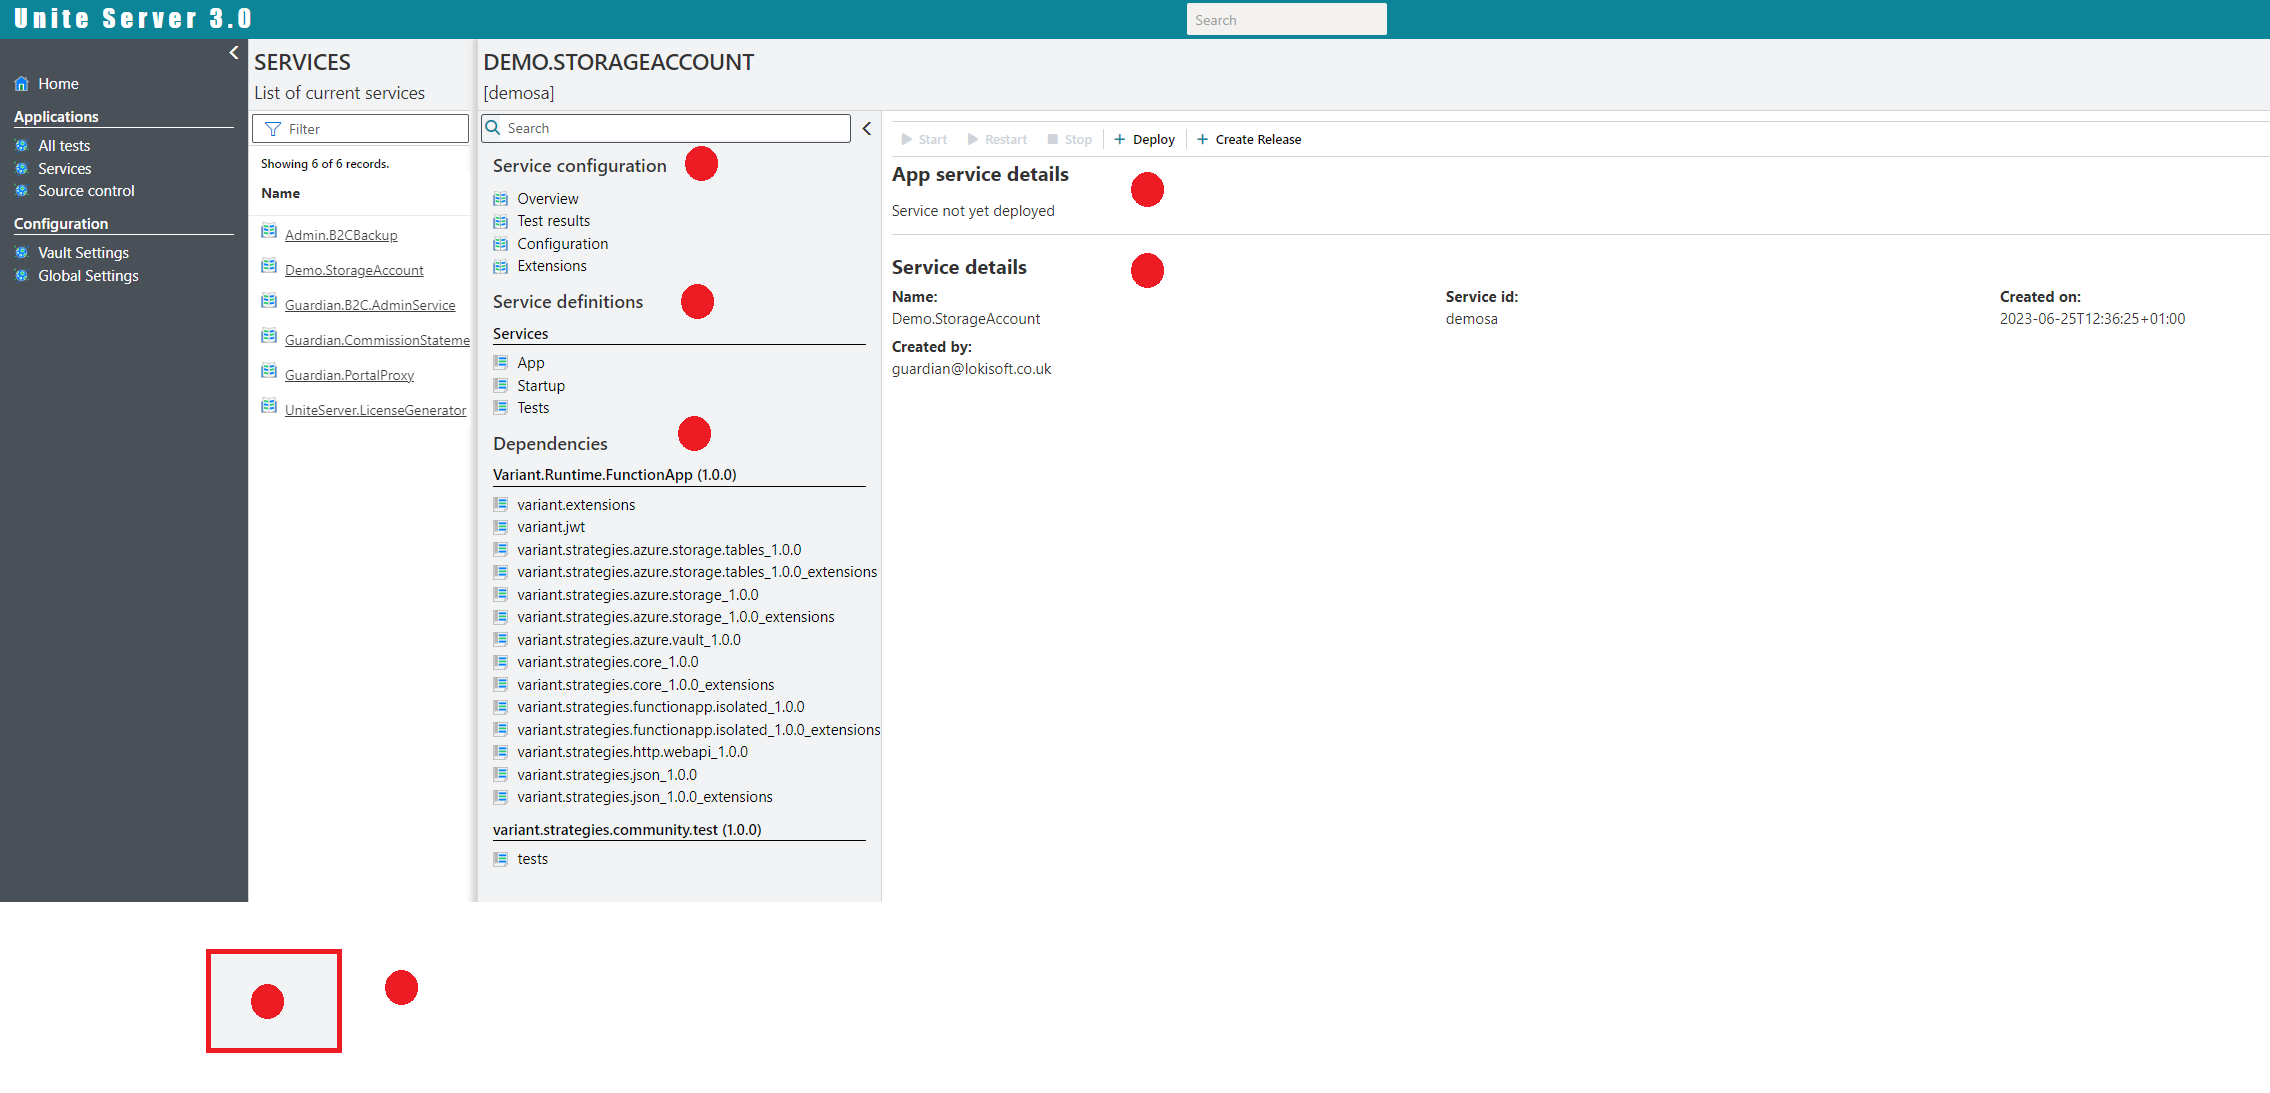 Unite Server 3.0
Search
Home
Applications
All tests
Services
Source control
Configuration
Vault Settings
Global Settings
SERVICES
List of current services
Filter
Showing 6 of 6 records.
Name
Admin.B2CBackup
Demo.StorageAccount
Guardian.B2C.AdminService
Guardian.CommissionStateme
Guardian.PortalProxy
UniteServer.LicenseGenerator
DEMO.STORAGEACCOUNT
[demosa]
Search
Service configuration
Overview
Test results
Configuration
Extensions
Service definitions
Services
App
Startup
Tests
Dependencies
Variant.Runtime.FunctionApp (1.0.0)
variant.extensions
variant.jwt
variant.strategies.azure.storage.tables_1.0.0
variant.strategies.azure.storage.tables_1.0.0_extensions
variant.strategies.azure.storage_1.0.0
variant.strategies.azure.storage_1.0.0_extensions
variant.strategies.azure.vault_1.0.0
variant.strategies.core_1.0.0
variant.strategies.core_1.0.0_extensions
variant.strategies.functionapp.isolated_1.0.0
variant.strategies.functionapp.isolated_1.0.0_extensions
variant.strategies.http.webapi_1.0.0
variant.strategies.json_1.0.0
variant.strategies.json_1.0.0_extensions
variant.strategies.community.test (1.0.0)
tests
Start Restart Stop Deploy Create Release
App service details
Service not yet deployed
Service details
Name: Service id: Created on:
Demo.StorageAccount demosa 2023-06-25T12:36:25+01:00
Created by:
guardian@lokisoft.co.uk